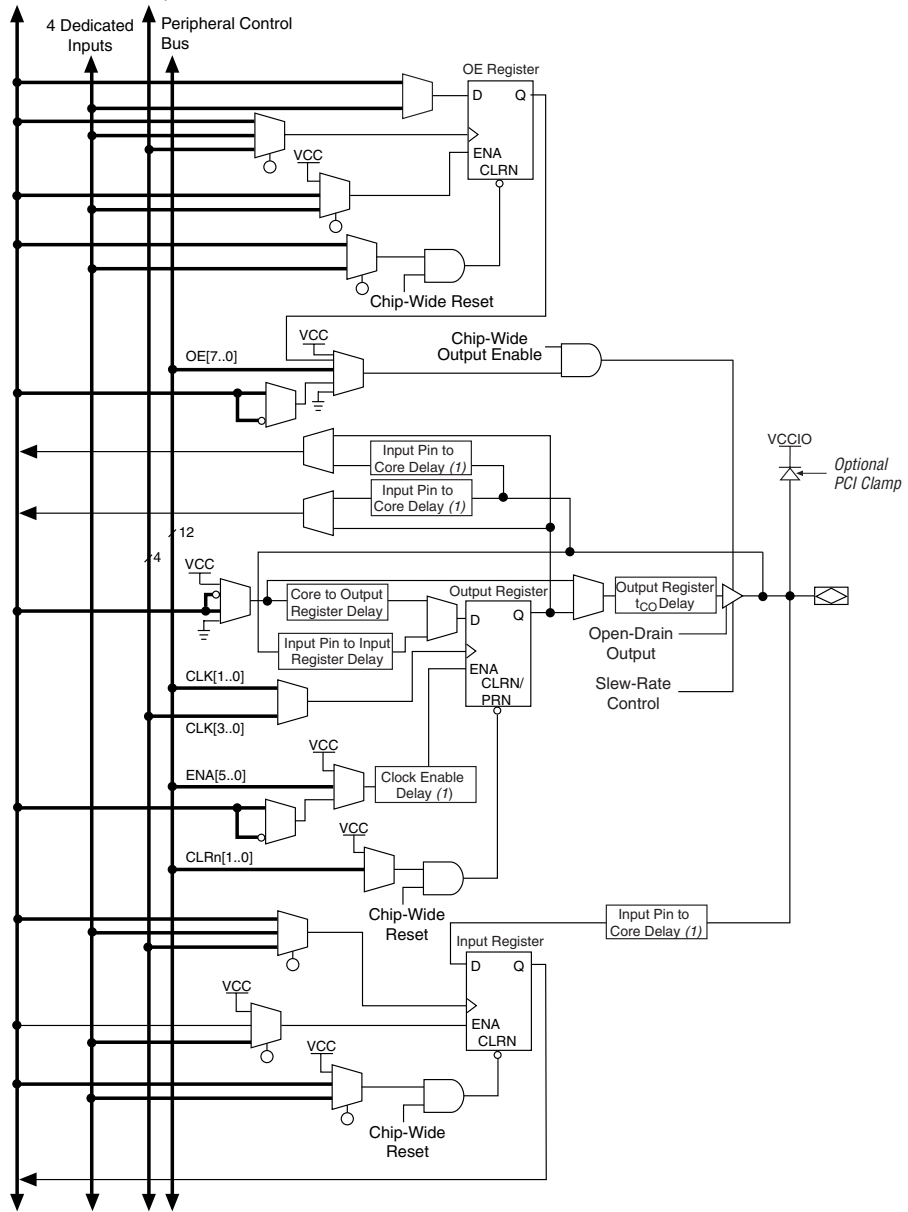 4 Dedicated
Inputs
Peripheral Control
Bus
OE Register
D
Q
ENA
CLRN
VCC
Chip-Wide Reset
VCC
Chip-Wide
Output Enable
OE[7..0]
VCCIO
Optional
PCI Clamp
Input Pin to
Core Delay (1)
Input Pin to
Core Delay (1)
12
4
VCC
Core to Output
Register Delay
Output Register
D
Q
ENA
CLRN/
PRN
Output Register
tCO Delay
Input Pin to Input
Register Delay
Open-Drain
Output
Slew-Rate
Control
CLK[1..0]
CLK[3..0]
VCC
ENA[5..0]
Clock Enable
Delay (1)
VCC
CLRn[1..0]
Chip-Wide
Reset
Input Pin to
Core Delay (1)
Input Register
D
Q
ENA
CLRN
VCC
VCC
Chip-Wide
Reset